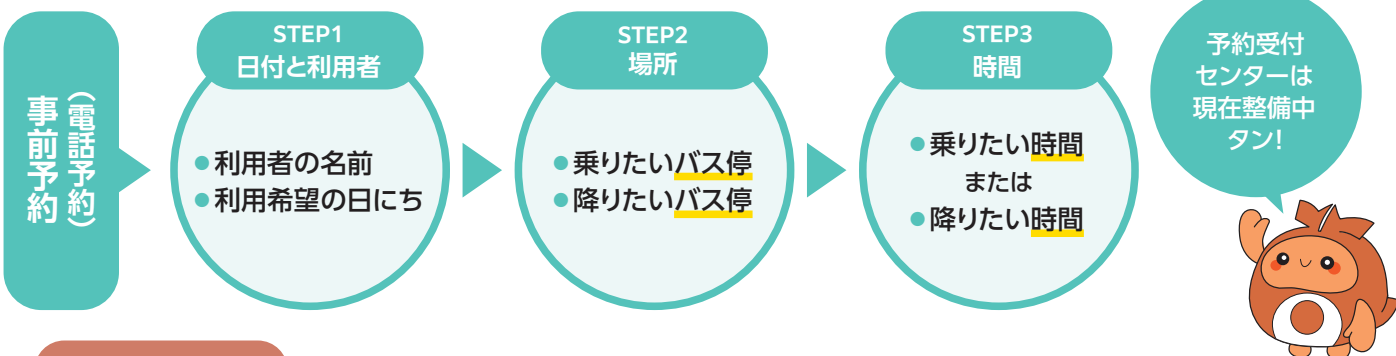 事前予約
（電話予約）
STEP1
日付と利用者
●利用者の名前
●利用希望の日にち
STEP2
場所
●乗りたいバス停
●降りたいバス停
STEP3
時間
●乗りたい時間
または
●降りたい時間
予約受付
センターは
現在整備中
タン!